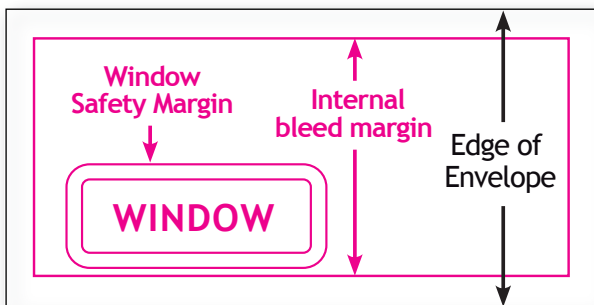 Window
Safety Margin
Internal
bleed margin
Edge of
Envelope
WINDOW